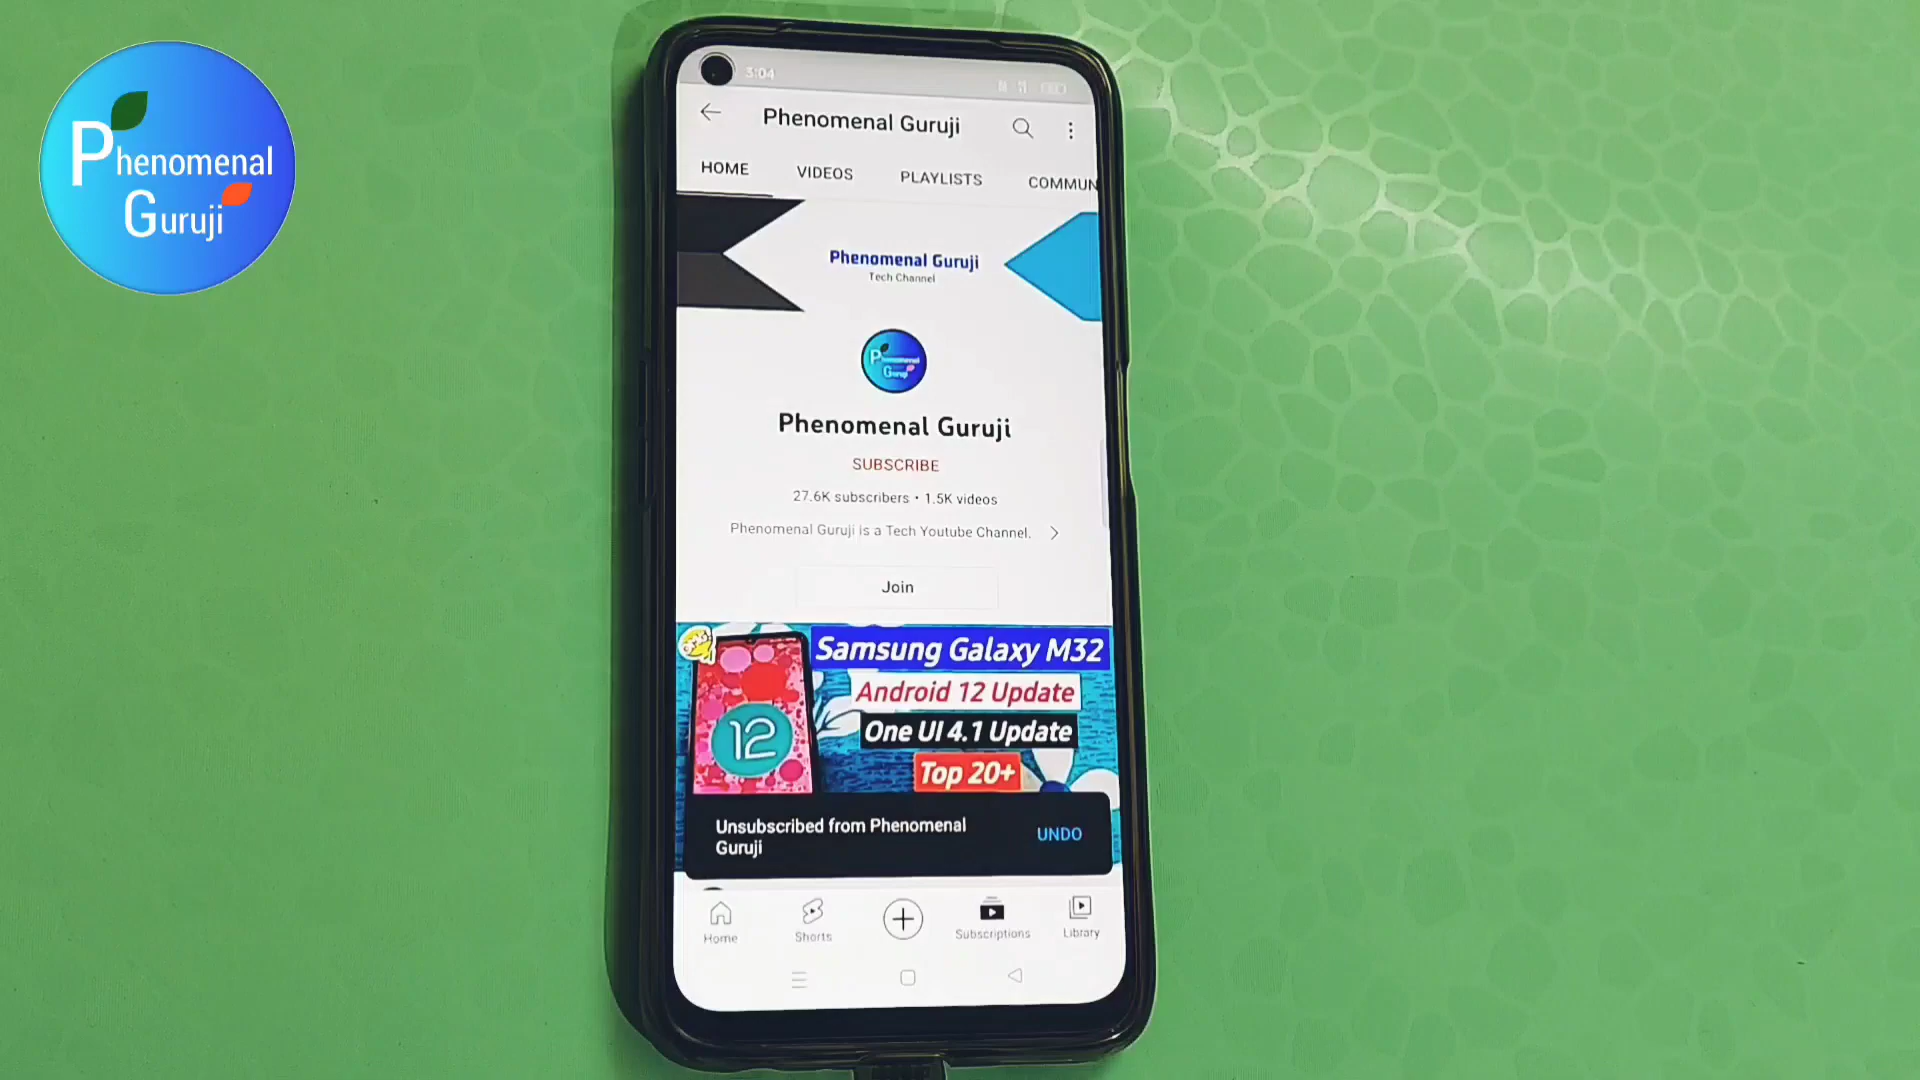 Phenomenal
Guruji
3:04
Phenomenal Guruji
HOME VIDEOS PLAYLISTS COMMUN
Phenomenal Guruji
Tech Channel
Phenomenal
Guruji
Phenomenal Guruji
SUBSCRIBE
27.6K subscribers • 1.5K videos
Phenomenal Guruji is a Tech Youtube Channel.
Join
Samsung Galaxy M32
Android 12 Update
One UI 4.1 Update
12
Top 20+
Unsubscribed from Phenomenal
Guruji
UNDO
Home Shorts Subscriptions Library